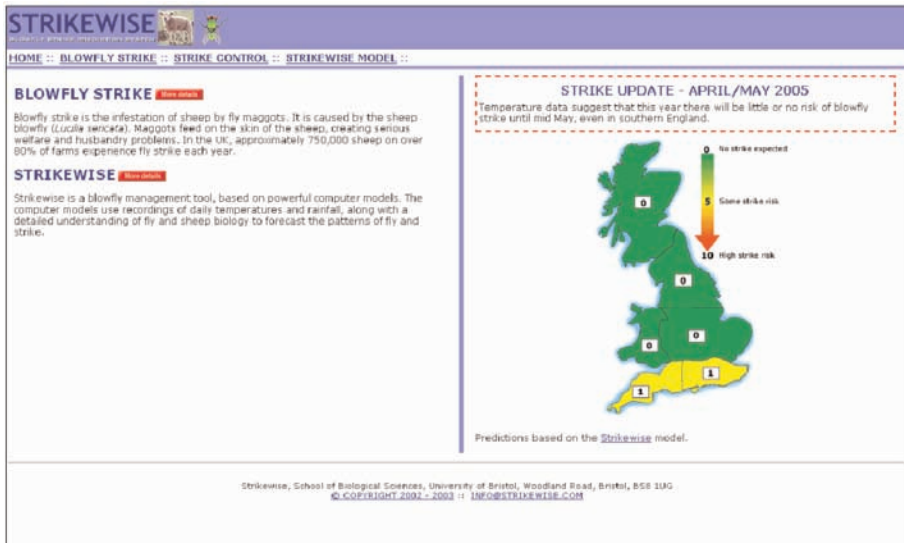 STRIKEWISE
HOME :: BLOWFLY STRIKE :: STRIKE CONTROL :: STRIKEWISE MODEL ::
BLOWFLY STRIKE More details
Blowfly strike is the infestation of sheep by fly maggots. It is caused by the sheep
blowfly (Lucilia sericata). Maggots feed on the skin of the sheep, creating serious
welfare and husbandry problems. In the UK, approximately 750,000 sheep on over
80% of farms experience fly strike each year.
STRIKEWISE More details
Strikewise is a blowfly management tool, based on powerful computer models. The
computer models use recordings of daily temperatures and rainfall, along with a
detailed understanding of fly and sheep biology to forecast the patterns of fly and
strike.
STRIKE UPDATE - APRIL/MAY 2005
Temperature data suggest that this year there will be little or no risk of blowfly
strike until mid May, even in southern England.
0 No strike expected
5 Some strike risk
10 High strike risk
0
0
0
0
1
1
Predictions based on the Strikewise model.
Strikewise, School of Biological Sciences, University of Bristol, Woodland Road, Bristol, BS8 1UG
© COPYRIGHT 2002 - 2003 :: INFO@STRIKEWISE.COM